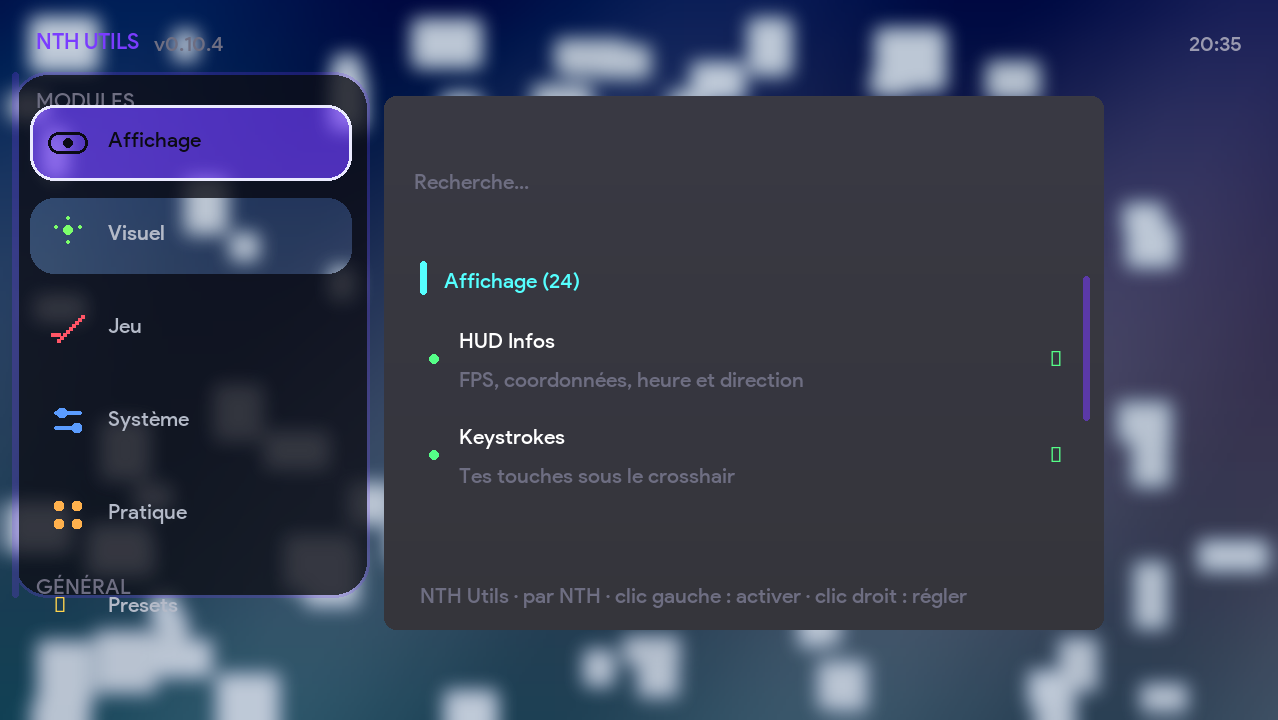 NTH UTILS v0.10.4
20:35
MODULES
Affichage
Visuel
Jeu
Système
Pratique
GÉNÉRAL
Presets
Recherche...
Affichage (24)
HUD Infos
FPS, coordonnées, heure et direction
Keystrokes
Tes touches sous le crosshair
NTH Utils · par NTH · clic gauche : activer · clic droit : régler